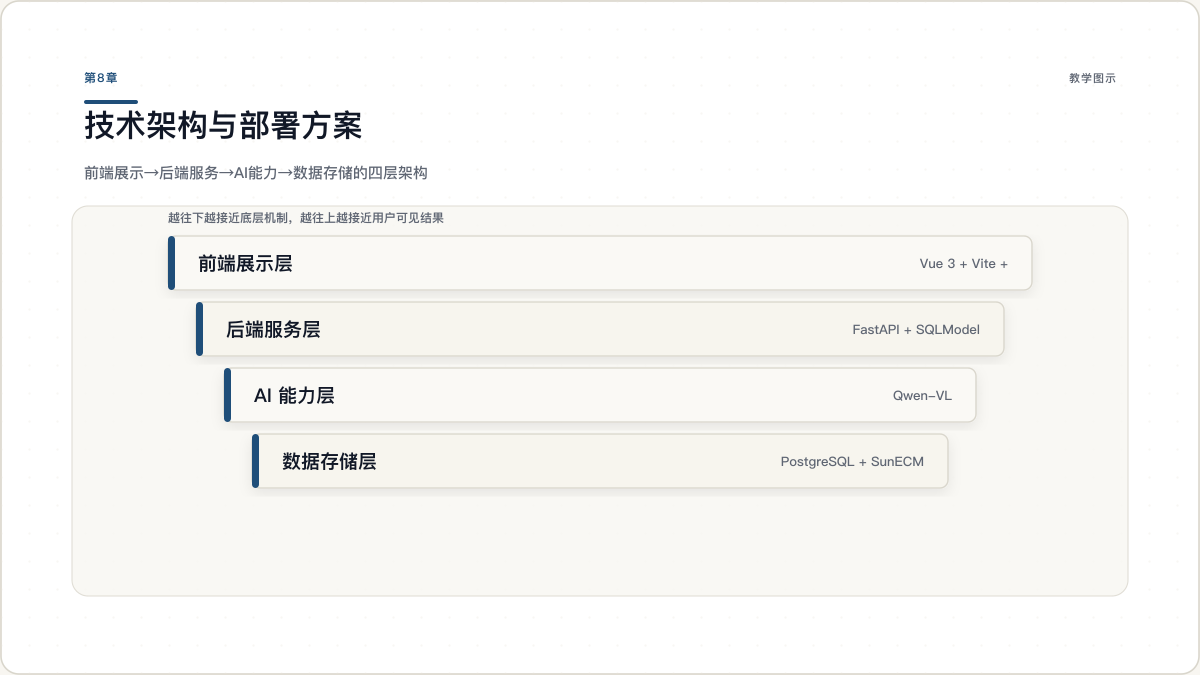 第8章
教学图示
技术架构与部署方案
前端展示→后端服务→AI能力→数据存储的四层架构
越往下越接近底层机制，越往上越接近用户可见结果
前端展示层
Vue 3 + Vite +
后端服务层
FastAPI + SQLModel
AI 能力层
Qwen-VL
数据存储层
PostgreSQL + SunECM